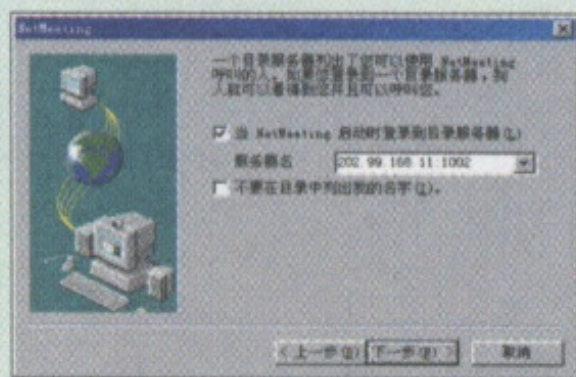 NetMeeting
一个目录服务器列出了您可以使用 NetMeeting
呼叫的人。如果您登录到一个目录服务器，别
人就可以看得到您并且可以呼叫您。
当 NetMeeting 启动时登录到目录服务器(L)
服务器名 202.99.168.11:1002
不要在目录中列出我的名字(I)。
< 上一步(B) 下一步(N) > 取消